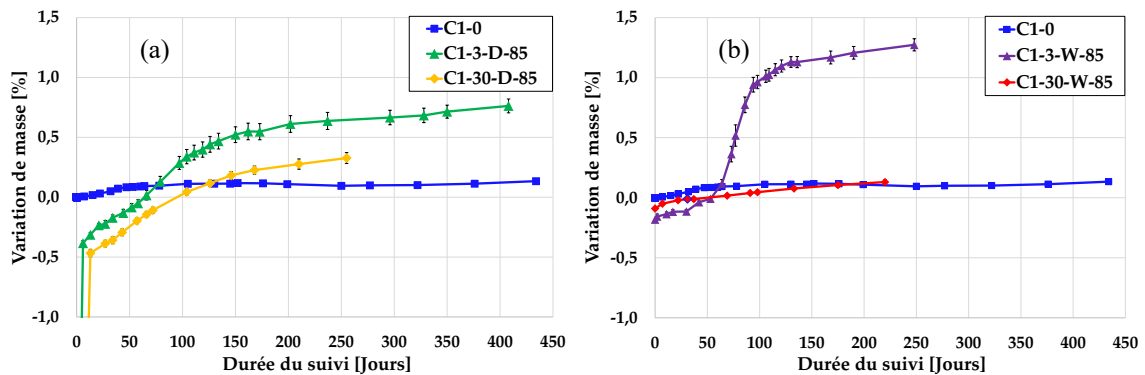 (a)
C1-0
C1-3-D-85
C1-30-D-85
Variation de masse [%]
1,5
1,0
0,5
0,0
-0,5
-1,0
0 50 100 150 200 250 300 350 400 450
Durée du suivi [Jours]
(b)
C1-0
C1-3-W-85
C1-30-W-85
Variation de masse [%]
1,5
1,0
0,5
0,0
-0,5
-1,0
0 50 100 150 200 250 300 350 400 450
Durée du suivi [Jours]